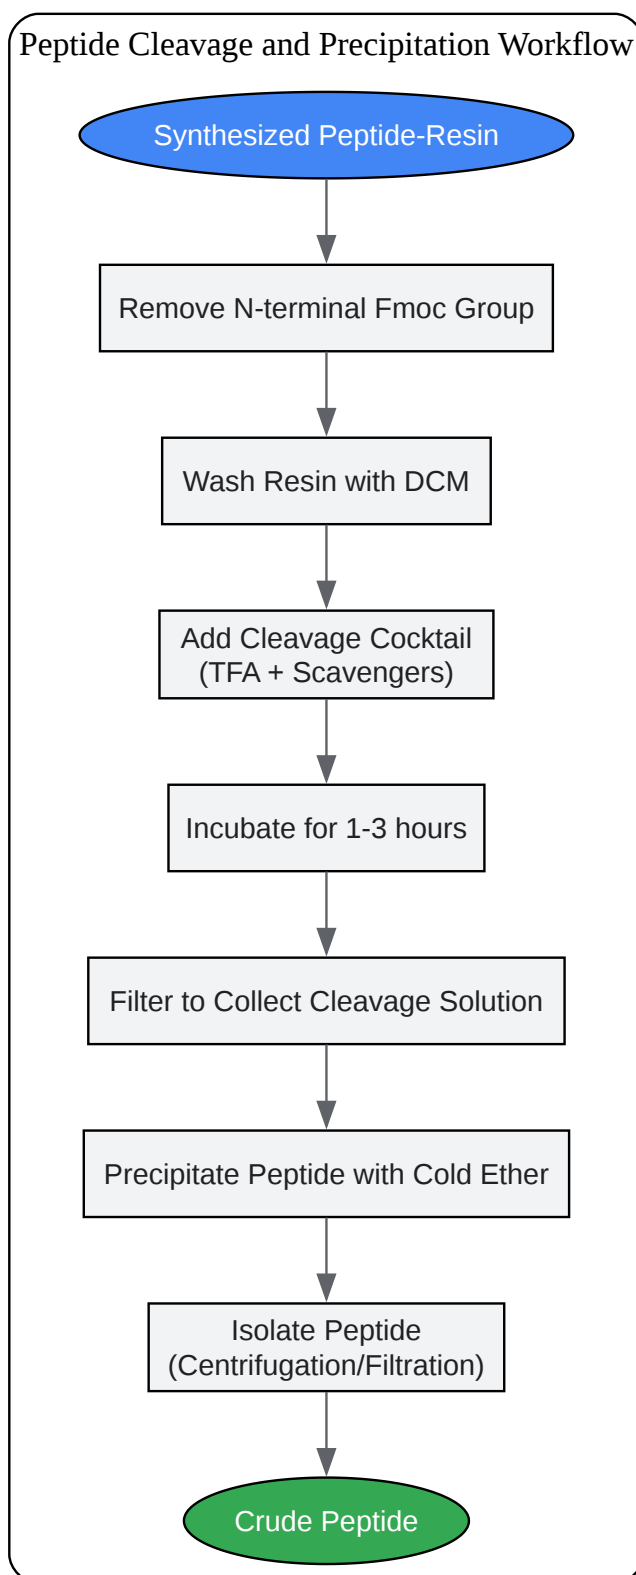 Peptide Cleavage and Precipitation Workflow
Synthesized Peptide-Resin
Remove N-terminal Fmoc Group
Wash Resin with DCM
Add Cleavage Cocktail
(TFA + Scavengers)
Incubate for 1-3 hours
Filter to Collect Cleavage Solution
Precipitate Peptide with Cold Ether
Isolate Peptide
(Centrifugation/Filtration)
Crude Peptide